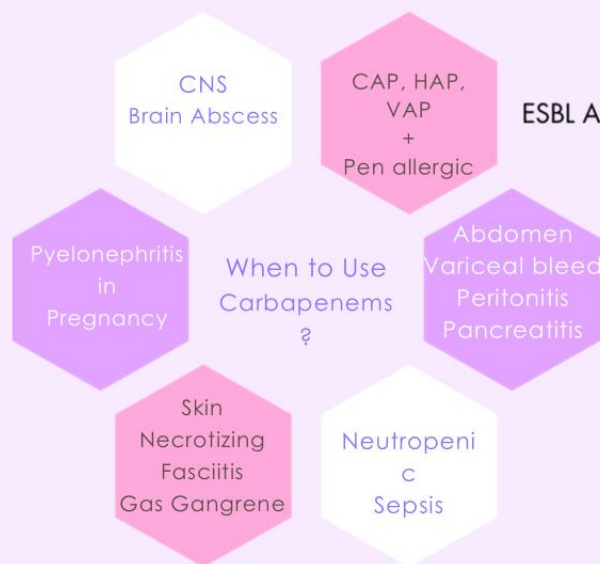 CNS
Brain Abscess
CAP, HAP,
VAP
+
Pen allergic
ESBL A
Pyelonephritis
in
Pregnancy
When to Use
Carbapenems
?
Abdomen
Variceal bleed
Peritonitis
Pancreatitis
Skin
Necrotizing
Fasciitis
Gas Gangrene
Neutropeni
c
Sepsis